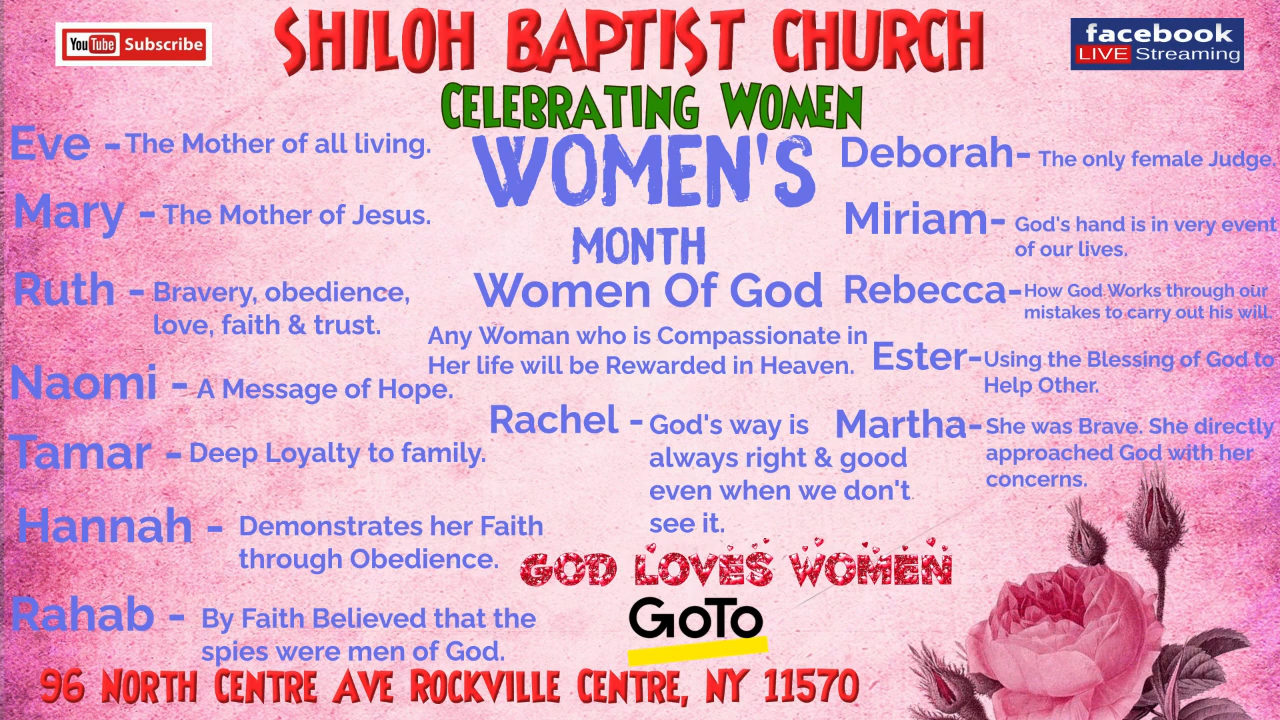 You Tube Subscribe
SHILOH BAPTIST CHURCH
facebook
LIVE Streaming
CELEBRATING WOMEN
WOMEN'S
MONTH
Women Of God
Any Woman who is Compassionate in
Her life will be Rewarded in Heaven.
Eve - The Mother of all living.
Mary - The Mother of Jesus.
Ruth - Bravery, obedience,
love, faith & trust.
Naomi - A Message of Hope.
Tamar - Deep Loyalty to family.
Hannah - Demonstrates her Faith
through Obedience.
Rahab - By Faith Believed that the
spies were men of God.
Rachel - God's way is
always right & good
even when we don't
see it.
Deborah- The only female Judge.
Miriam- God's hand is in very event
of our lives.
Rebecca- How God Works through our
mistakes to carry out his will.
Ester- Using the Blessing of God to
Help Other.
Martha- She was Brave. She directly
approached God with her
concerns.
GOD LOVES WOMEN
GoTo
96 NORTH CENTRE AVE ROCKVILLE CENTRE, NY 11570